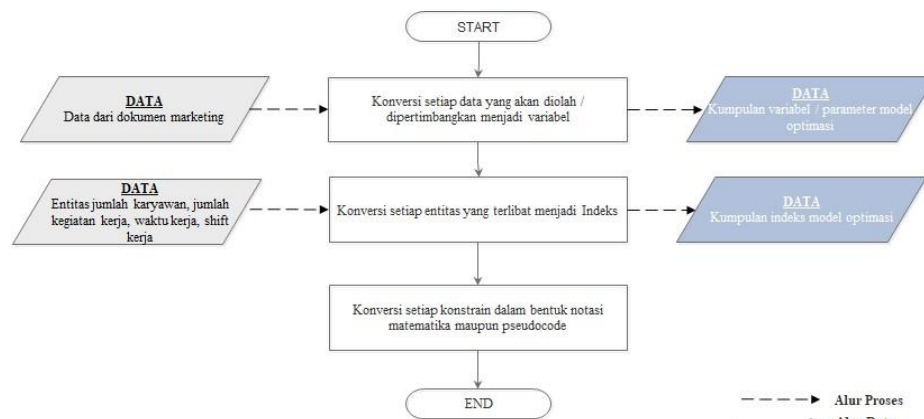 START
DATA
Data dari dokumen marketing
Konversi setiap data yang akan diolah /
dipertimbangkan menjadi variabel
DATA
Kumpulan variabel / parameter model
optimasi
DATA
Entitas jumlah karyawan, jumlah
kegiatan kerja, waktu kerja, shift
kerja
Konversi setiap entitas yang terlibat menjadi Indeks
DATA
Kumpulan indeks model optimasi
Konversi setiap konstrain dalam bentuk notasi
matematika maupun pseudocode
END
Alur Proses